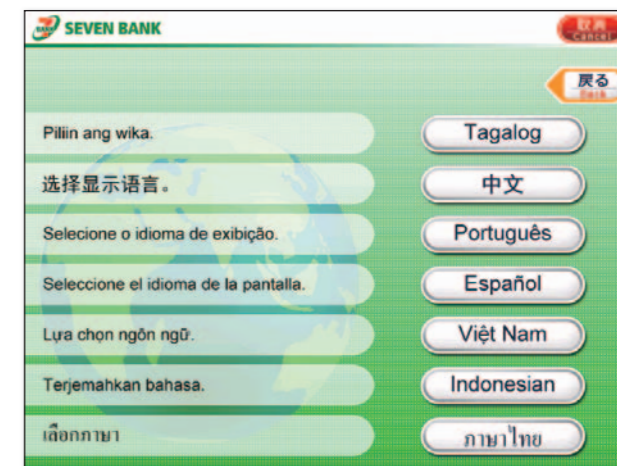 SEVEN BANK
取消
Cancel
戻る
Back
Piliin ang wika.
Tagalog
选择显示语言。
中文
Selecione o idioma de exibição.
Português
Seleccione el idioma de la pantalla.
Español
Lựa chọn ngôn ngữ.
Việt Nam
Terjemahkan bahasa.
Indonesian
เลือกภาษา
ภาษาไทย